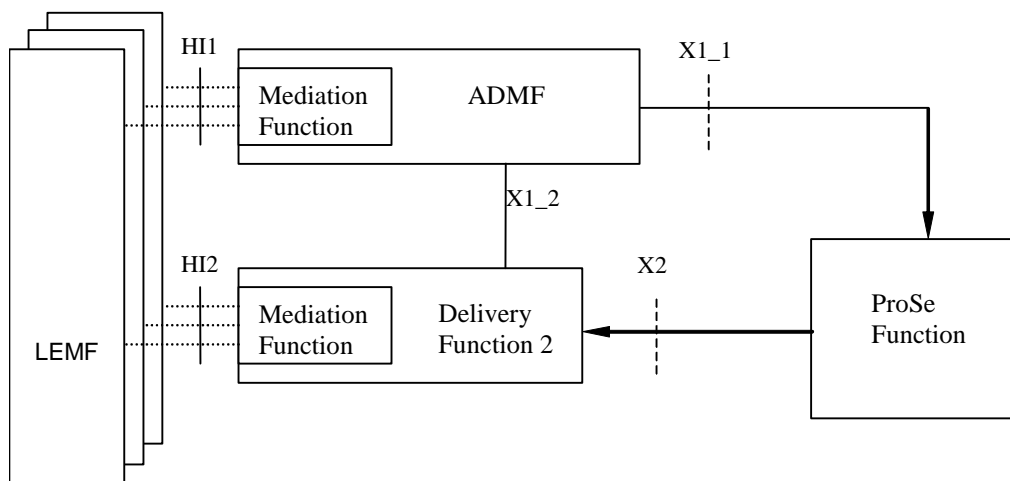 HI1
Mediation
Function
ADMF
X1_1
X1_2
HI2
Mediation
Function
Delivery
Function 2
X2
ProSe
Function
LEMF